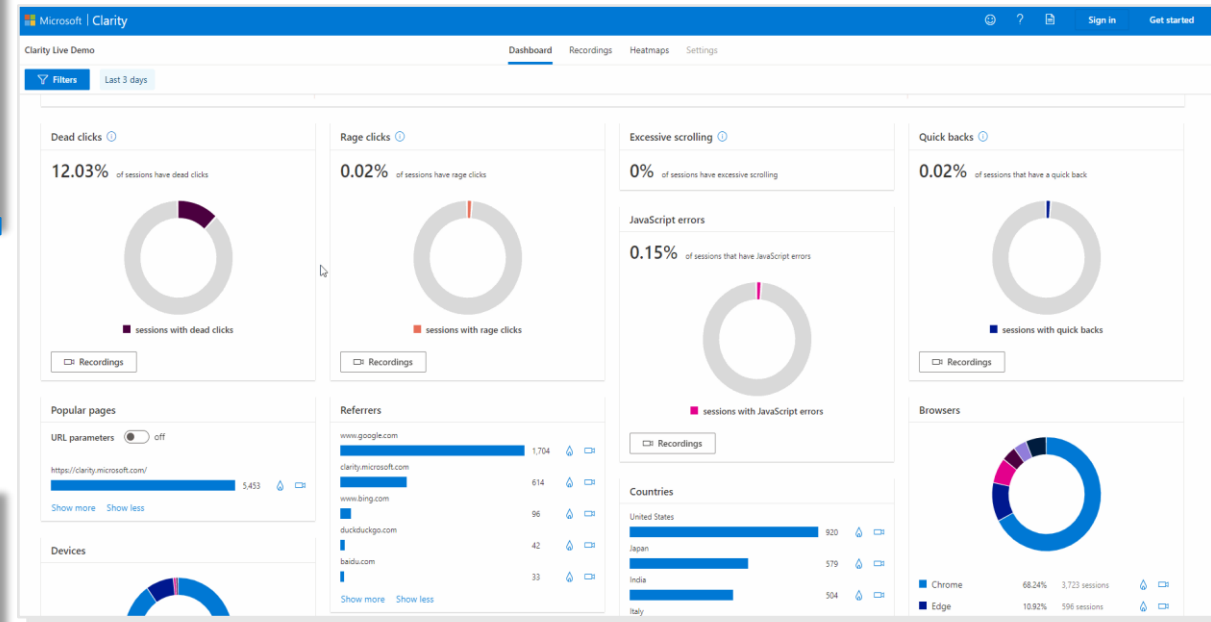 Microsoft | Clarity
Sign in
Get started
Clarity Live Demo
Dashboard
Recordings
Heatmaps
Settings
Filters
Last 3 days
Dead clicks
12.03% of sessions have dead clicks
sessions with dead clicks
Recordings
Rage clicks
0.02% of sessions have rage clicks
sessions with rage clicks
Recordings
Excessive scrolling
0% of sessions have excessive scrolling
JavaScript errors
0.15% of sessions that have JavaScript errors
sessions with JavaScript errors
Recordings
Quick backs
0.02% of sessions that have a quick back
sessions with quick backs
Recordings
Popular pages
URL parameters off
https://clarity.microsoft.com/
5,453
Show more Show less
Devices
Referrers
www.google.com
1,704
clarity.microsoft.com
614
www.bing.com
96
duckduckgo.com
42
baidu.com
33
Show more Show less
Countries
United States
920
Japan
579
India
504
Italy
Browsers
Chrome 68.24% 3,723 sessions
Edge 10.92% 596 sessions